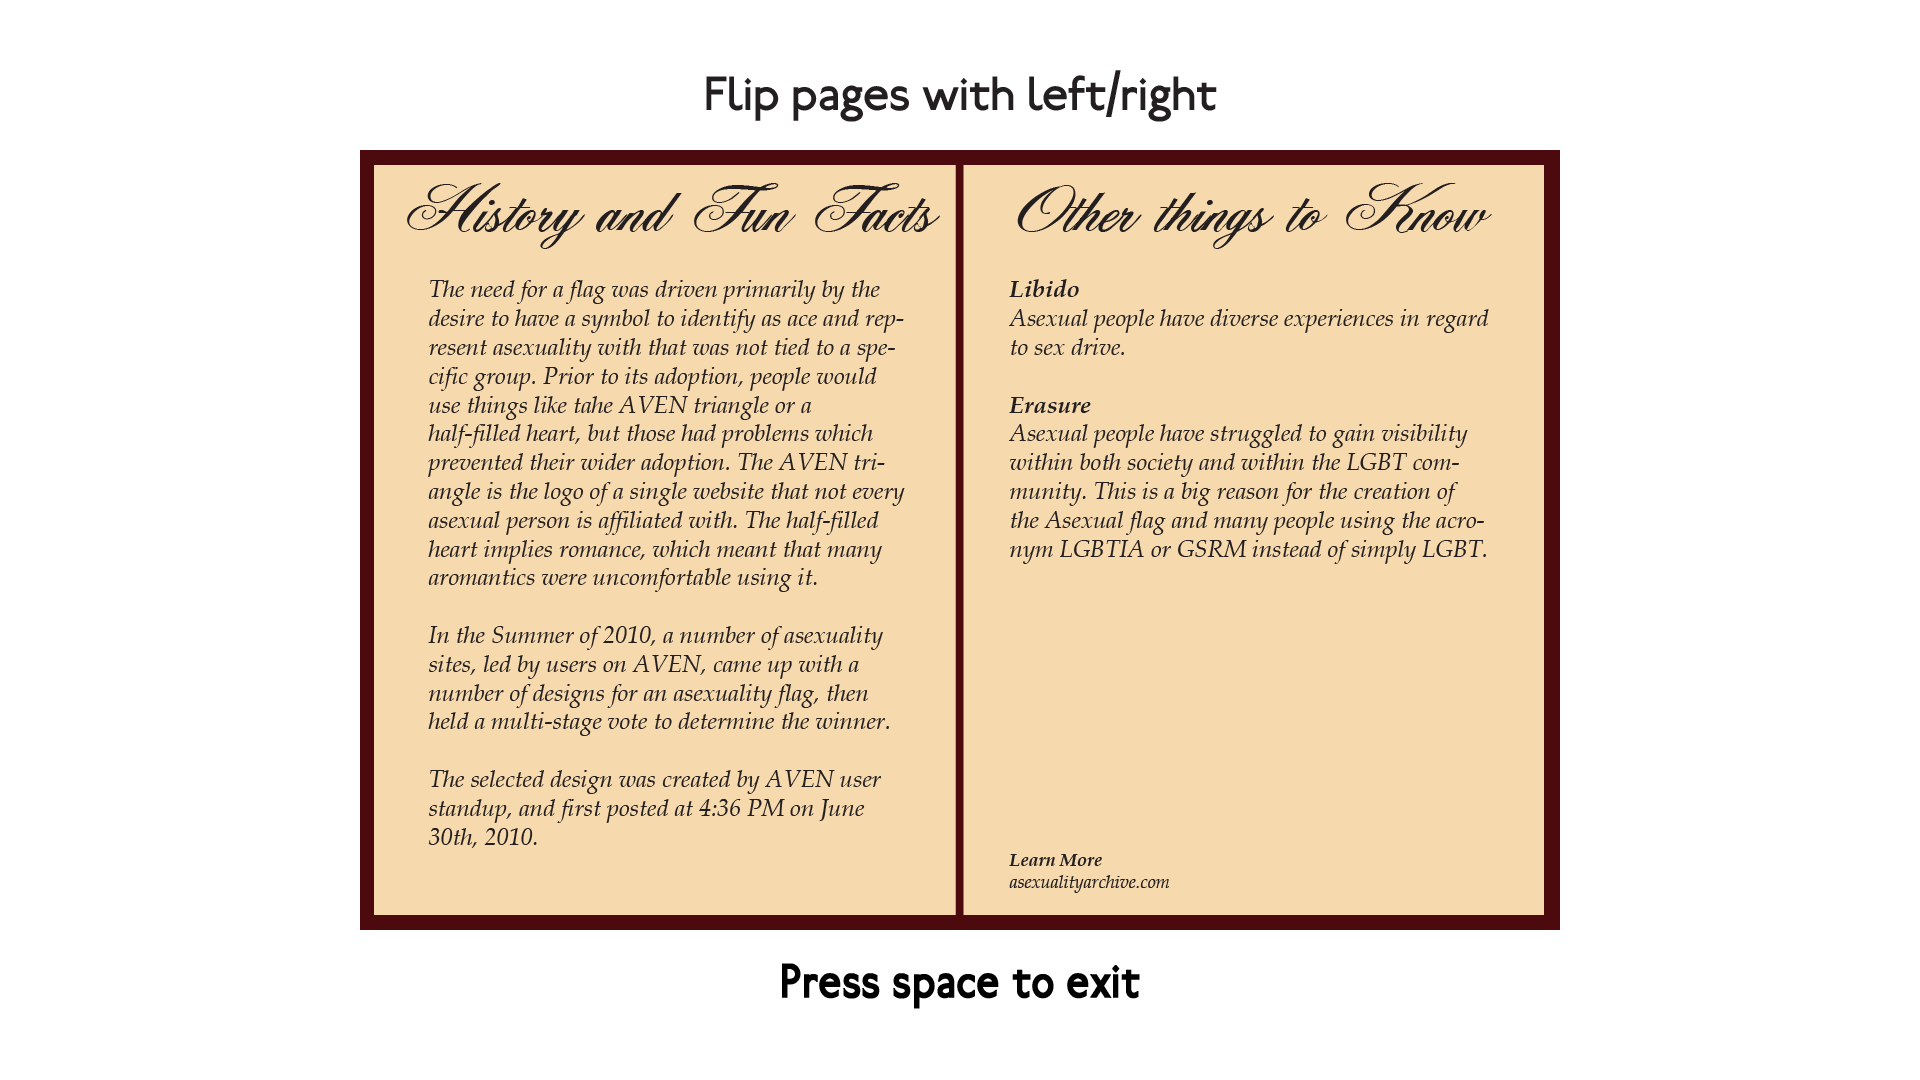 Flip pages with left/right
History and Fun Facts
The need for a flag was driven primarily by the
desire to have a symbol to identify as ace and rep-
resent asexuality with that was not tied to a spe-
cific group. Prior to its adoption, people would
use things like tahe AVEN triangle or a
half-filled heart, but those had problems which
prevented their wider adoption. The AVEN tri-
angle is the logo of a single website that not every
asexual person is affiliated with. The half-filled
heart implies romance, which meant that many
aromantics were uncomfortable using it.
In the Summer of 2010, a number of asexuality
sites, led by users on AVEN, came up with a
number of designs for an asexuality flag, then
held a multi-stage vote to determine the winner.
The selected design was created by AVEN user
standup, and first posted at 4:36 PM on June
30th, 2010.
Other things to Know
Libido
Asexual people have diverse experiences in regard
to sex drive.
Erasure
Asexual people have struggled to gain visibility
within both society and within the LGBT com-
munity. This is a big reason for the creation of
the Asexual flag and many people using the acro-
nym LGBTIA or GSRM instead of simply LGBT.
Learn More
asexualityarchive.com
Press space to exit